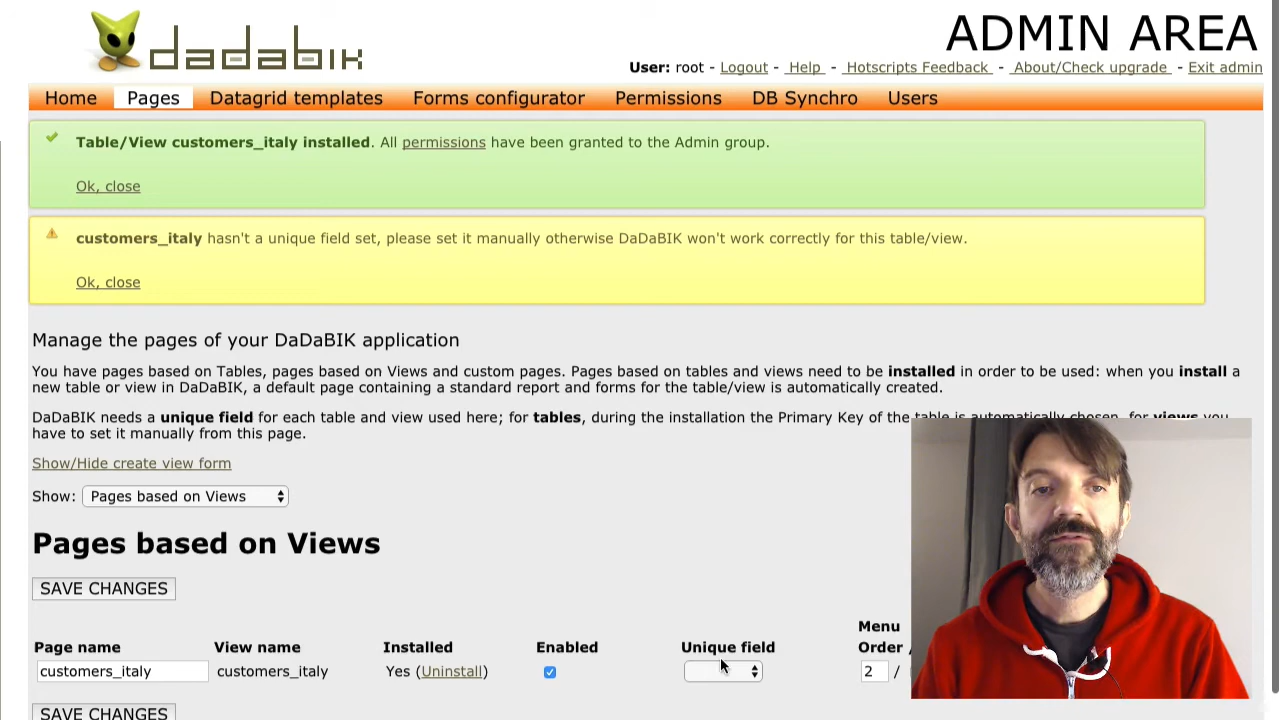 dadabik
ADMIN AREA
User: root - Logout - Help - Hotscripts Feedback - About/Check upgrade - Exit admin
Home Pages Datagrid templates Forms configurator Permissions DB Synchro Users
Table/View customers_italy installed. All permissions have been granted to the Admin group.
Ok, close
customers_italy hasn't a unique field set, please set it manually otherwise DaDaBIK won't work correctly for this table/view.
Ok, close
Manage the pages of your DaDaBIK application
You have pages based on Tables, pages based on Views and custom pages. Pages based on tables and views need to be installed in order to be used: when you install a
new table or view in DaDaBIK, a default page containing a standard report and forms for the table/view is automatically created.
DaDaBIK needs a unique field for each table and view used here; for tables, during the installation the Primary Key of the table is automatically chosen, for views you
have to set it manually from this page.
Show/Hide create view form
Show: Pages based on Views
Pages based on Views
SAVE CHANGES
Menu
Page name View name Installed Enabled Unique field Order /
customers_italy customers_italy Yes (Uninstall) 2 /
SAVE CHANGES